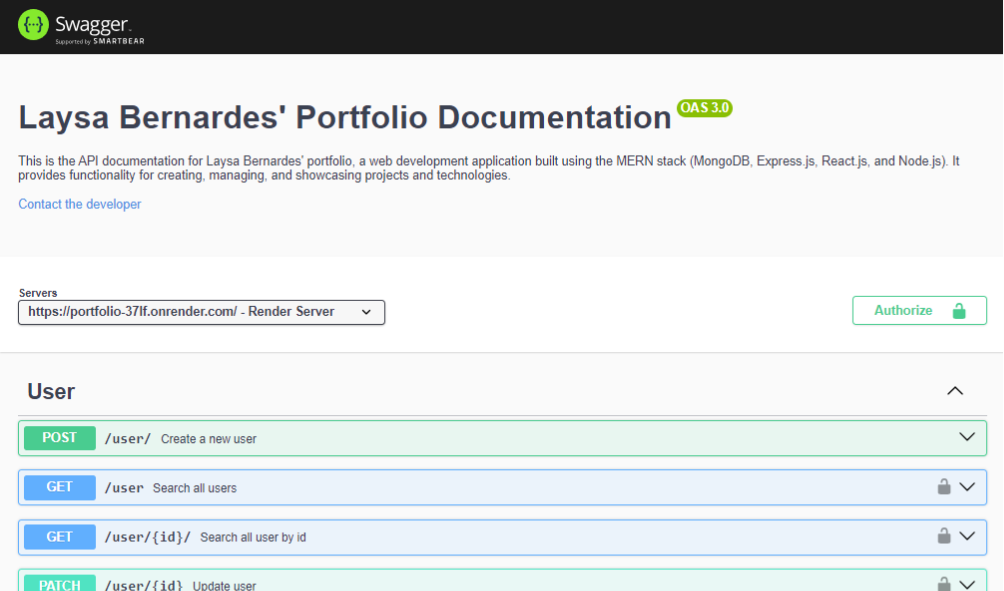 Swagger.
Supported by SMARTBEAR
Laysa Bernardes' Portfolio Documentation OAS 3.0
This is the API documentation for Laysa Bernardes' portfolio, a web development application built using the MERN stack (MongoDB, Express.js, React.js, and Node.js). It
provides functionality for creating, managing, and showcasing projects and technologies.
Contact the developer
Servers
https://portfolio-37lf.onrender.com/ - Render Server
Authorize
User
POST /user/ Create a new user
GET /user Search all users
GET /user/{id}/ Search all user by id
PATCH /user/{id} Update user